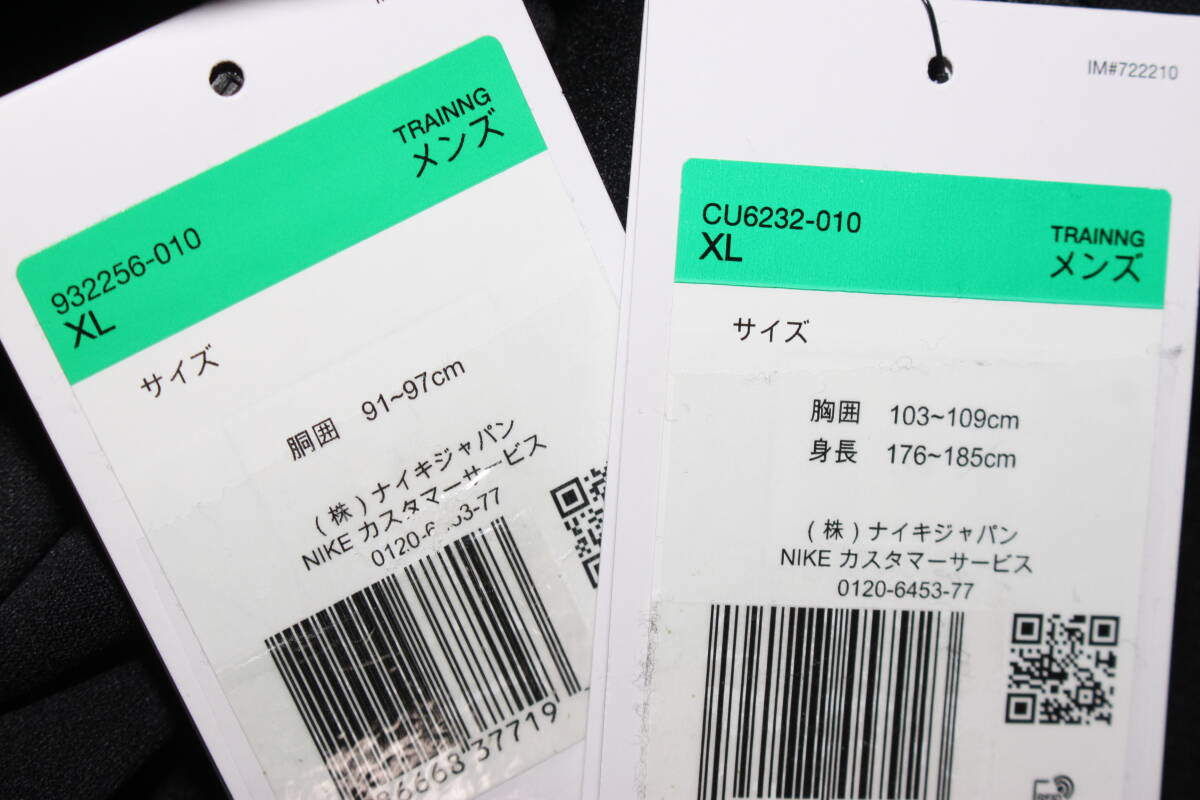 TRAINNG
メンズ
932256-010
XL
サイズ
胴囲 91~97cm
(株)ナイキジャパン
NIKE カスタマーサービス
37719
IM#722210
CU6232-010
XL
TRAINNG
メンズ
サイズ
胸囲 103~109cm
身長 176~185cm
(株)ナイキジャパン
NIKE カスタマーサービス
0120-6453-77